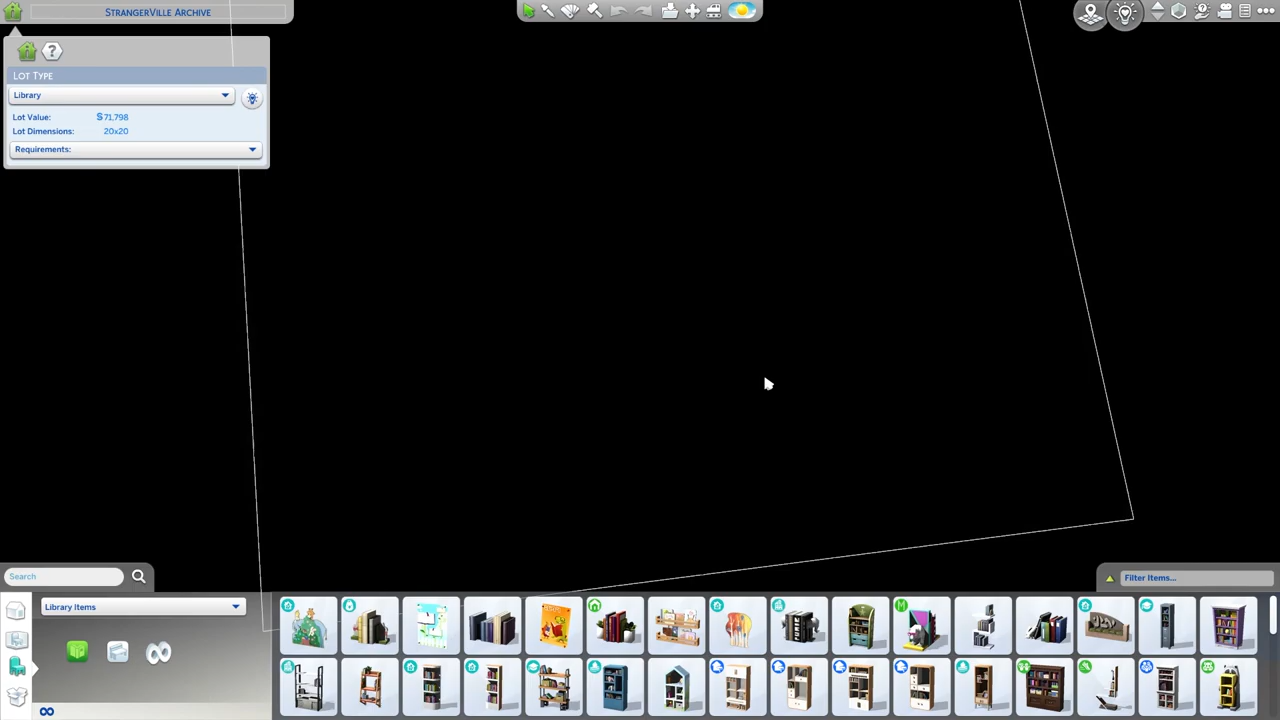 STRANGERVILLE ARCHIVE
LOT TYPE
Library
Lot Value: §71,798
Lot Dimensions: 20x20
Requirements:
Search
Filter Items...
Library Items